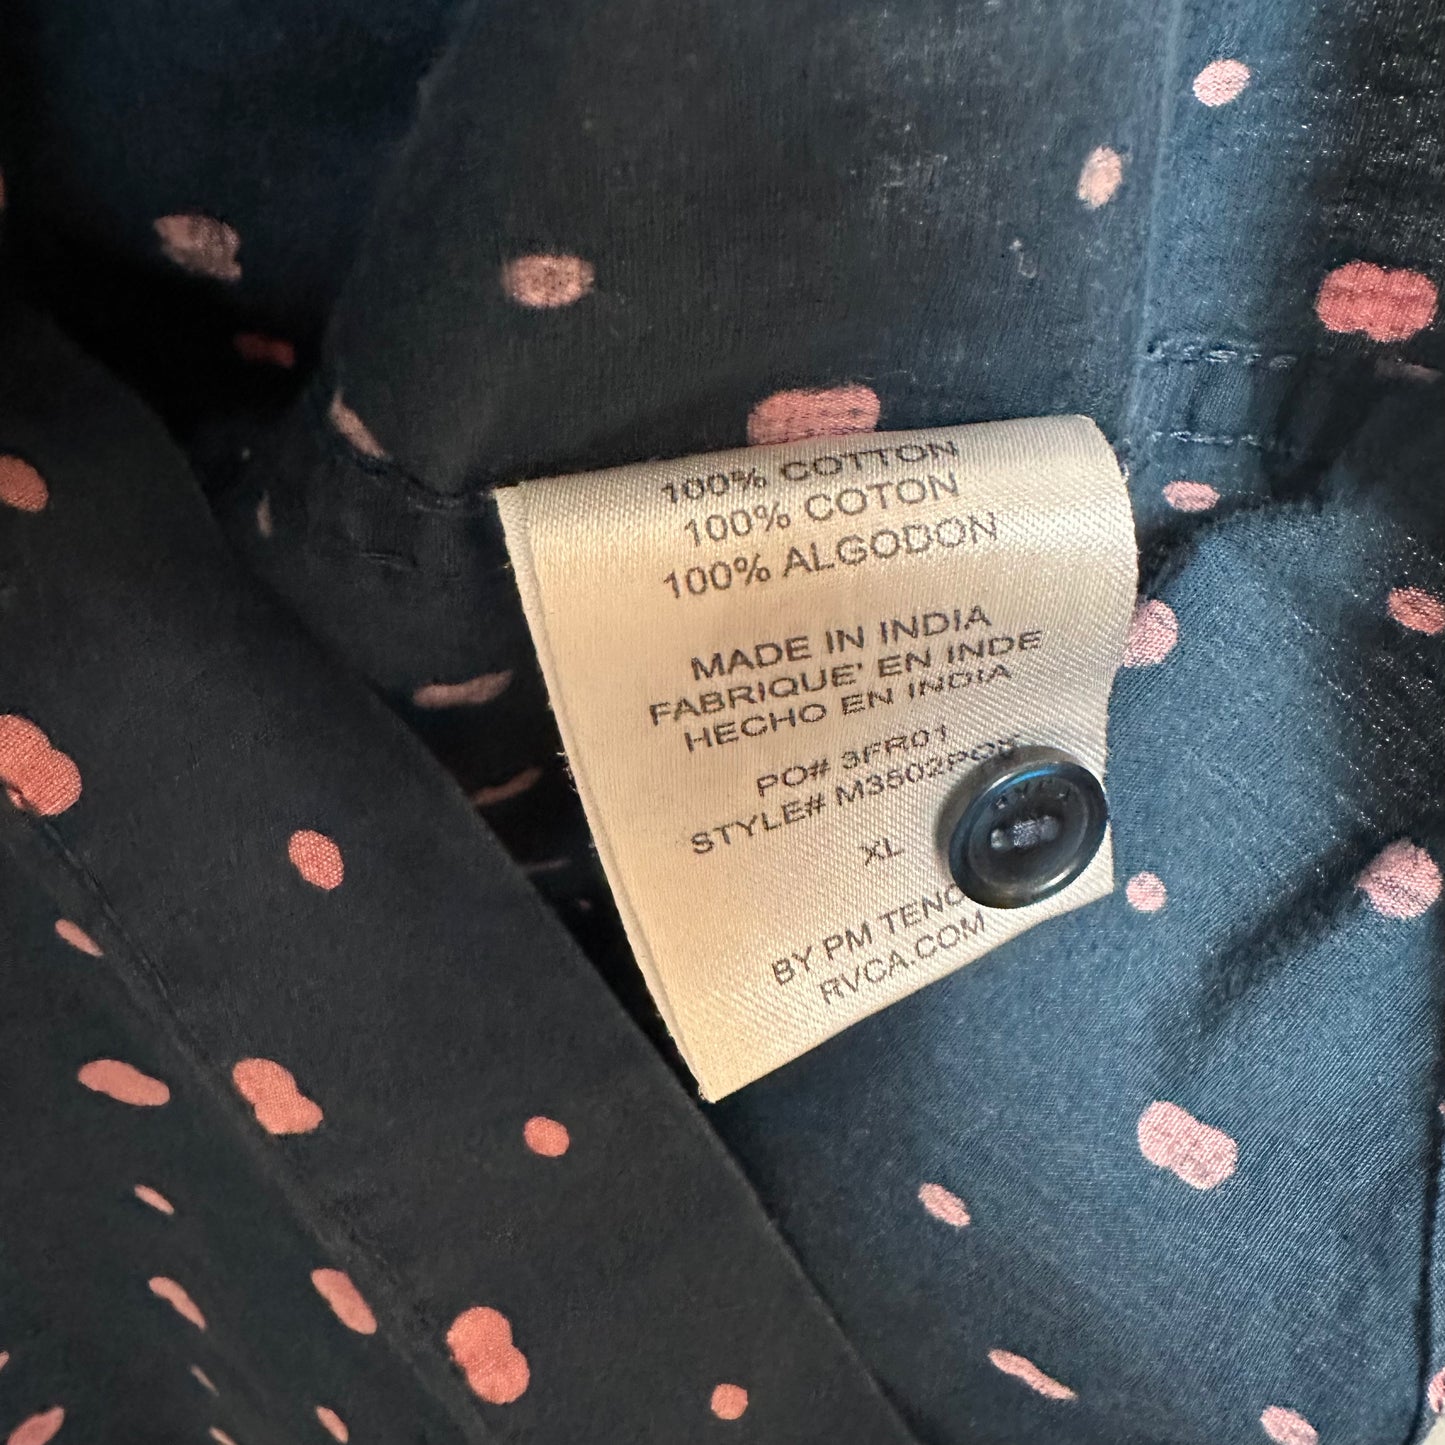 100% COTTON
100% COTON
100% ALGODON
MADE IN INDIA
FABRIQUE' EN INDE
HECHO EN INDIA
PO# 3FR01
STYLE#
XL
BY PM TENO
RVCA.COM